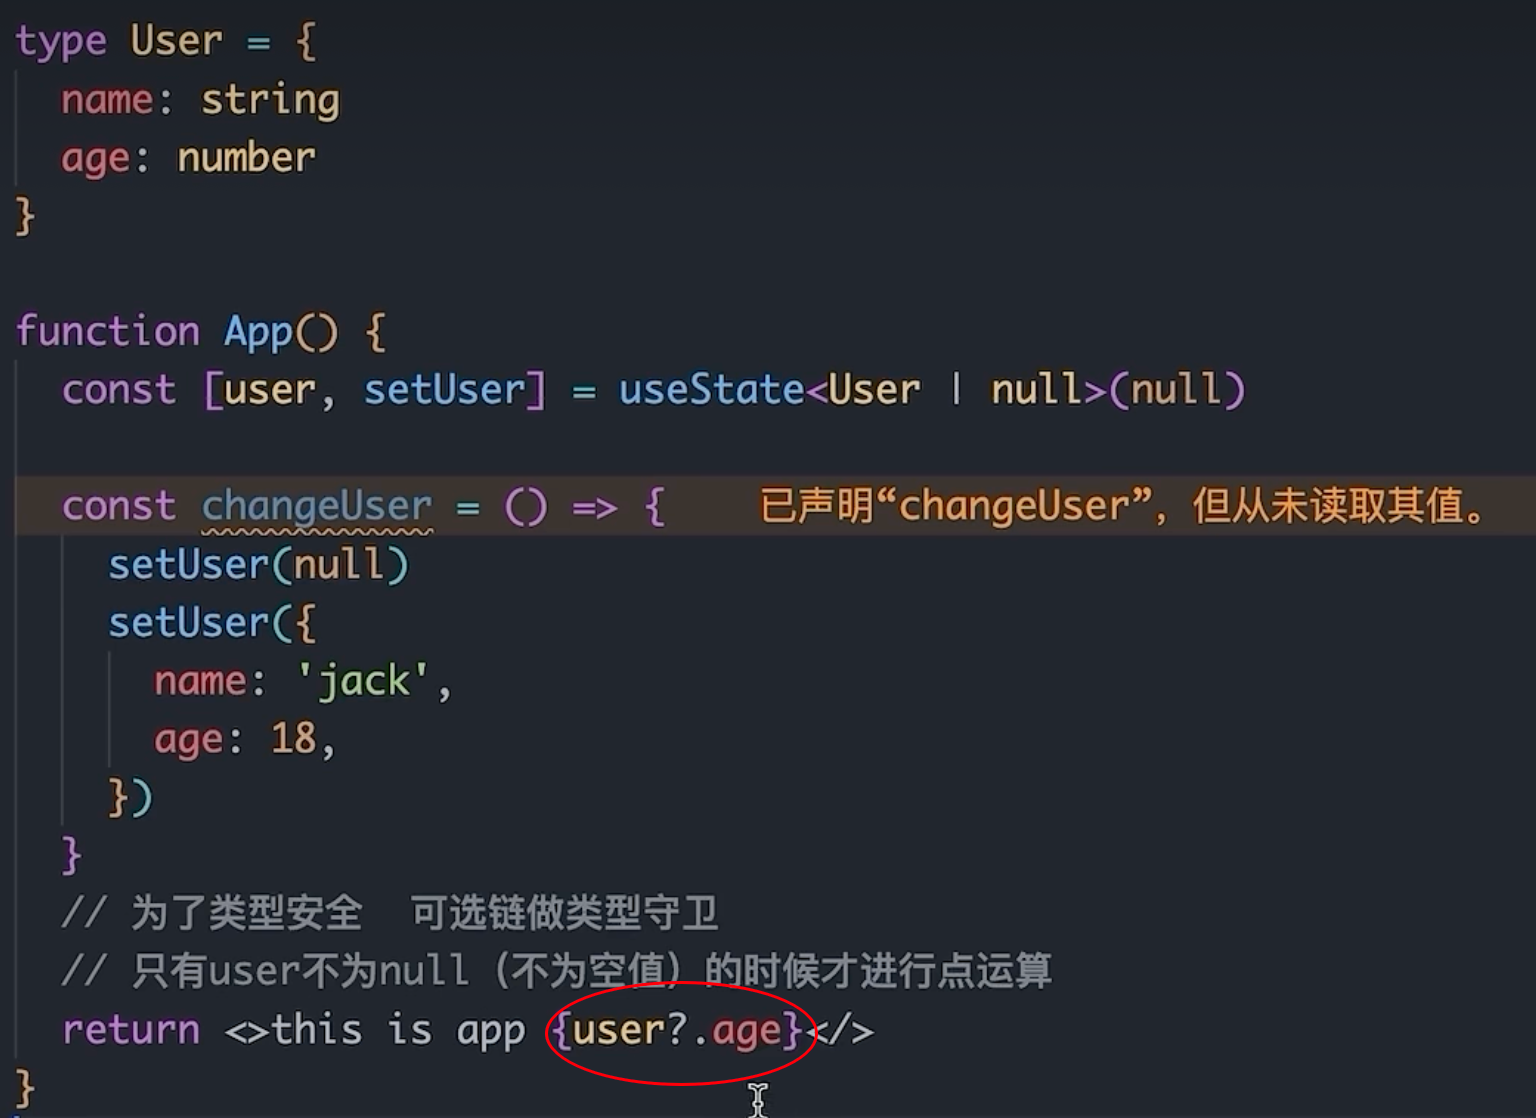 type User = {
name: string
age: number
}
function App() {
const [user, setUser] = useState<User | null>(null)
const changeUser = () => { 已声明“changeUser”，但从未读取其值。
setUser(null)
setUser({
name: 'jack',
age: 18,
})
}
// 为了类型安全 可选链做类型守卫
// 只有user不为null（不为空值）的时候才进行点运算
return <>this is app {user?.age}</>
}